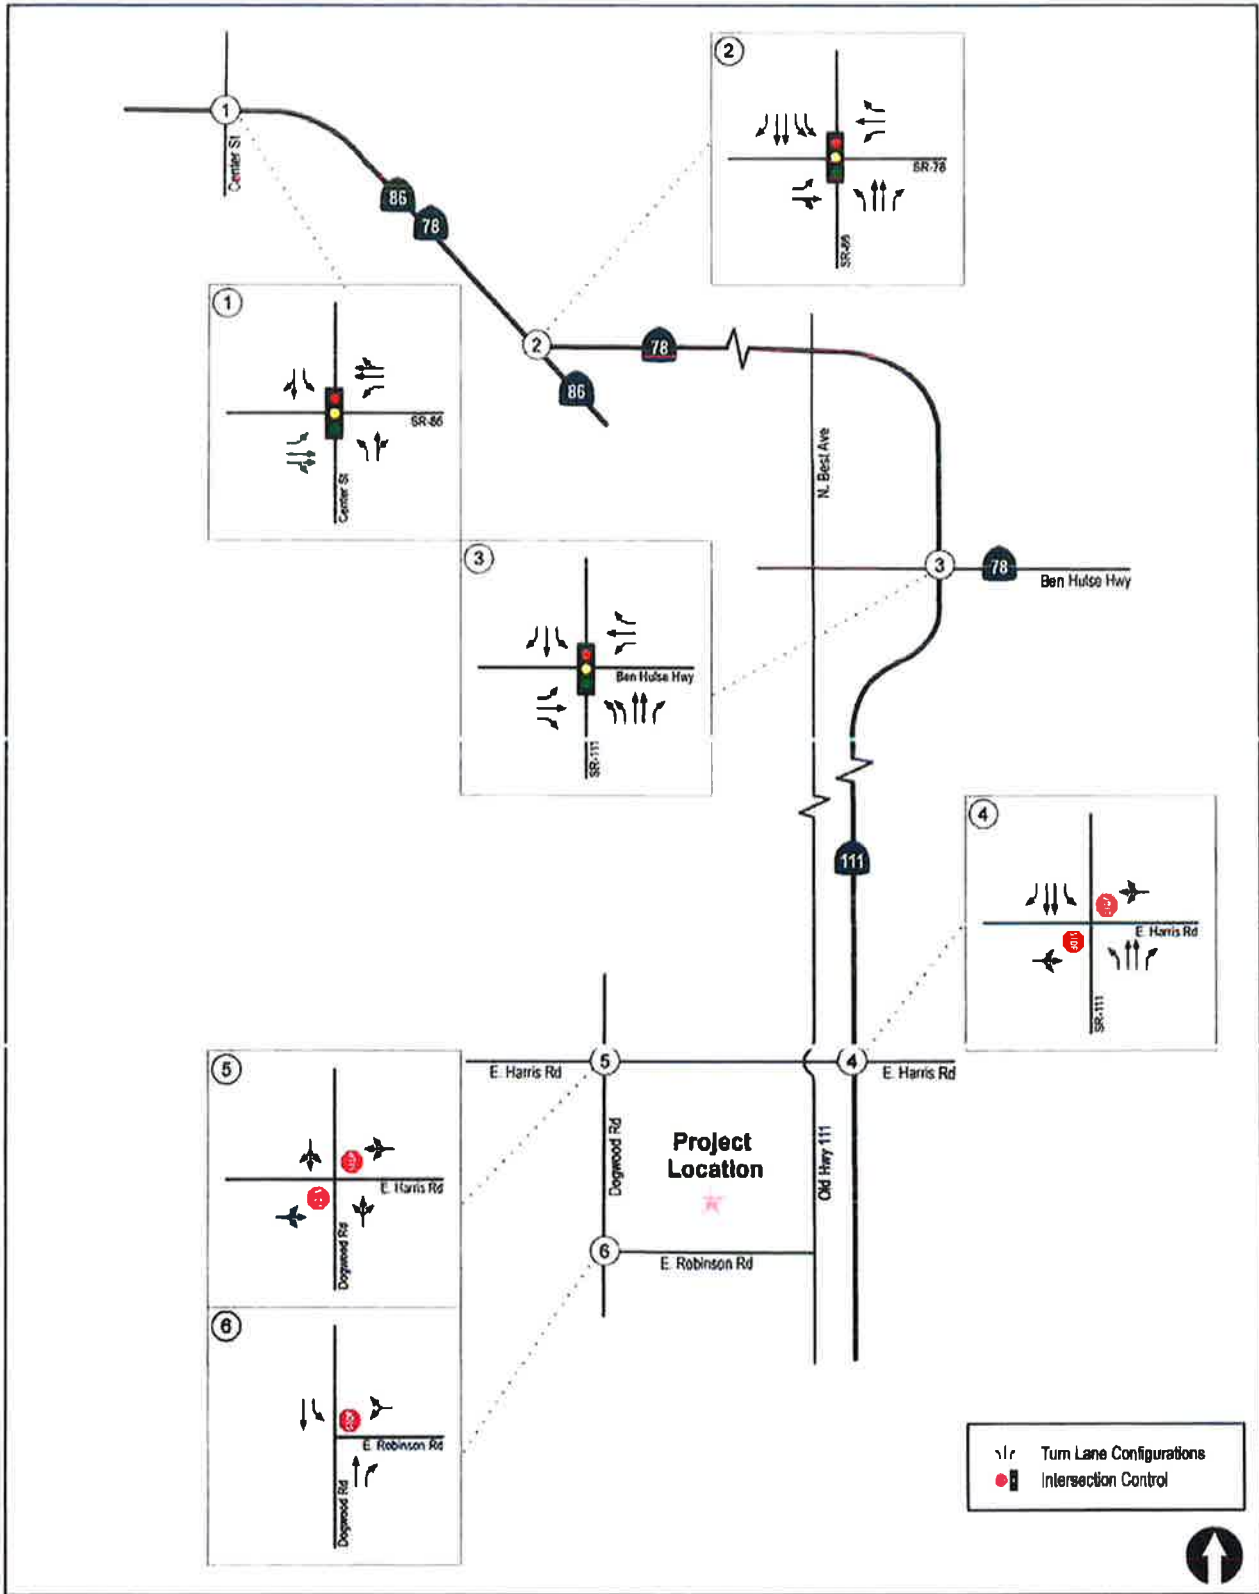 2
1
Center St
SR-78
SR-86
86
78
1
SR-86
Center St
2
78
86
N. Best Ave
3
Ben Hulse Hwy
SR-111
3
78
Ben Hulse Hwy
111
4
E. Harris Rd
SR-111
5
E. Harris Rd
Dogwood Rd
E. Harris Rd
5
4
E. Harris Rd
Dogwood Rd
Project
Location
Old Hwy 111
6
E. Robinson Rd
6
E. Robinson Rd
Dogwood Rd
Turn Lane Configurations
Intersection Control